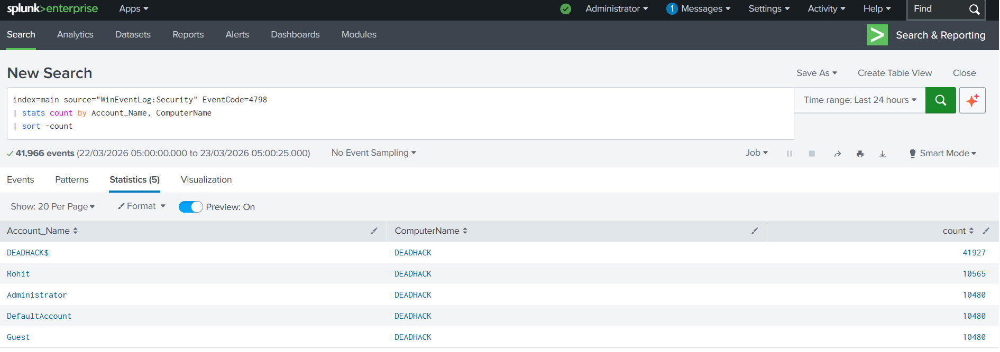 splunk>enterprise Apps Administrator 1 Messages Settings Activity Help Find
Search Analytics Datasets Reports Alerts Dashboards Modules > Search & Reporting
New Search Save As Create Table View Close
index=main source="WinEventLog:Security" EventCode=4798 Time range: Last 24 hours
| stats count by Account_Name, ComputerName
| sort -count
41,966 events (22/03/2026 05:00:00.000 to 23/03/2026 05:00:25.000) No Event Sampling Job Smart Mode
Events Patterns Statistics (5) Visualization
Show: 20 Per Page Format Preview: On
Account_Name ComputerName count
DEADHACK$ DEADHACK 41927
Rohit DEADHACK 10565
Administrator DEADHACK 10480
DefaultAccount DEADHACK 10480
Guest DEADHACK 10480